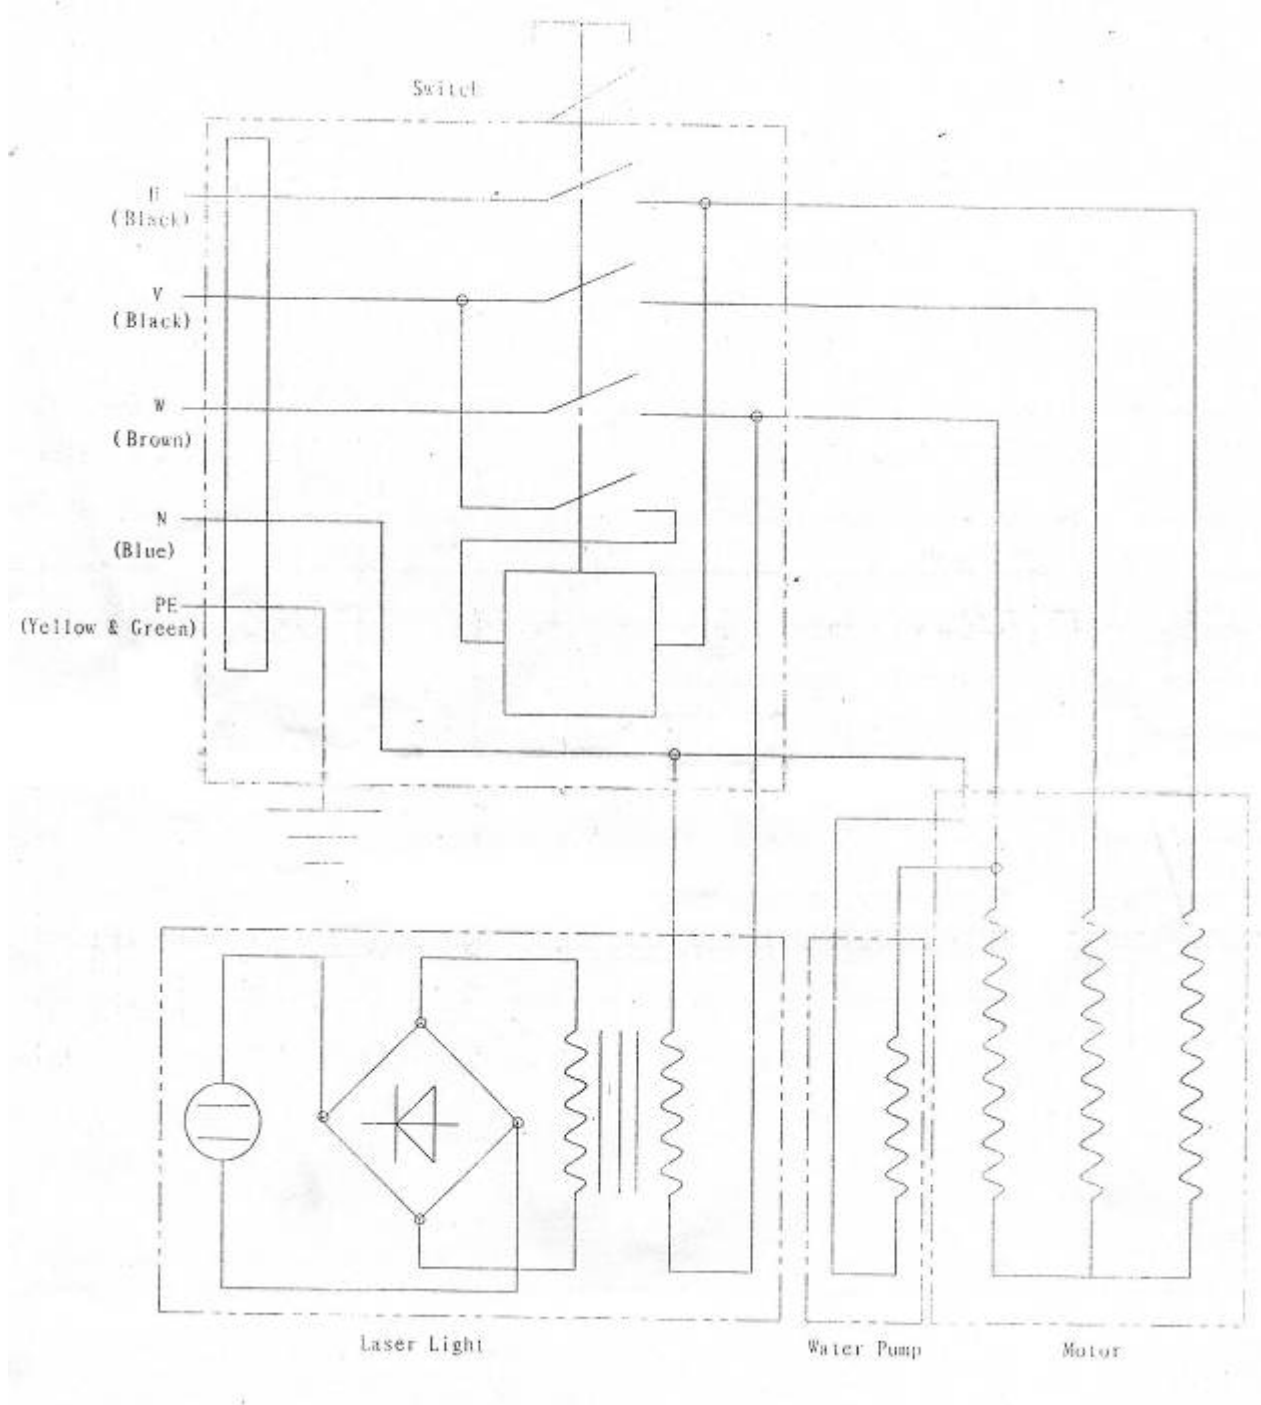 Switch
(Black)
V
(Black)
W
(Brown)
N
(Blue)
PE
(Yellow & Green)
Laser Light
Water Pump
Motor